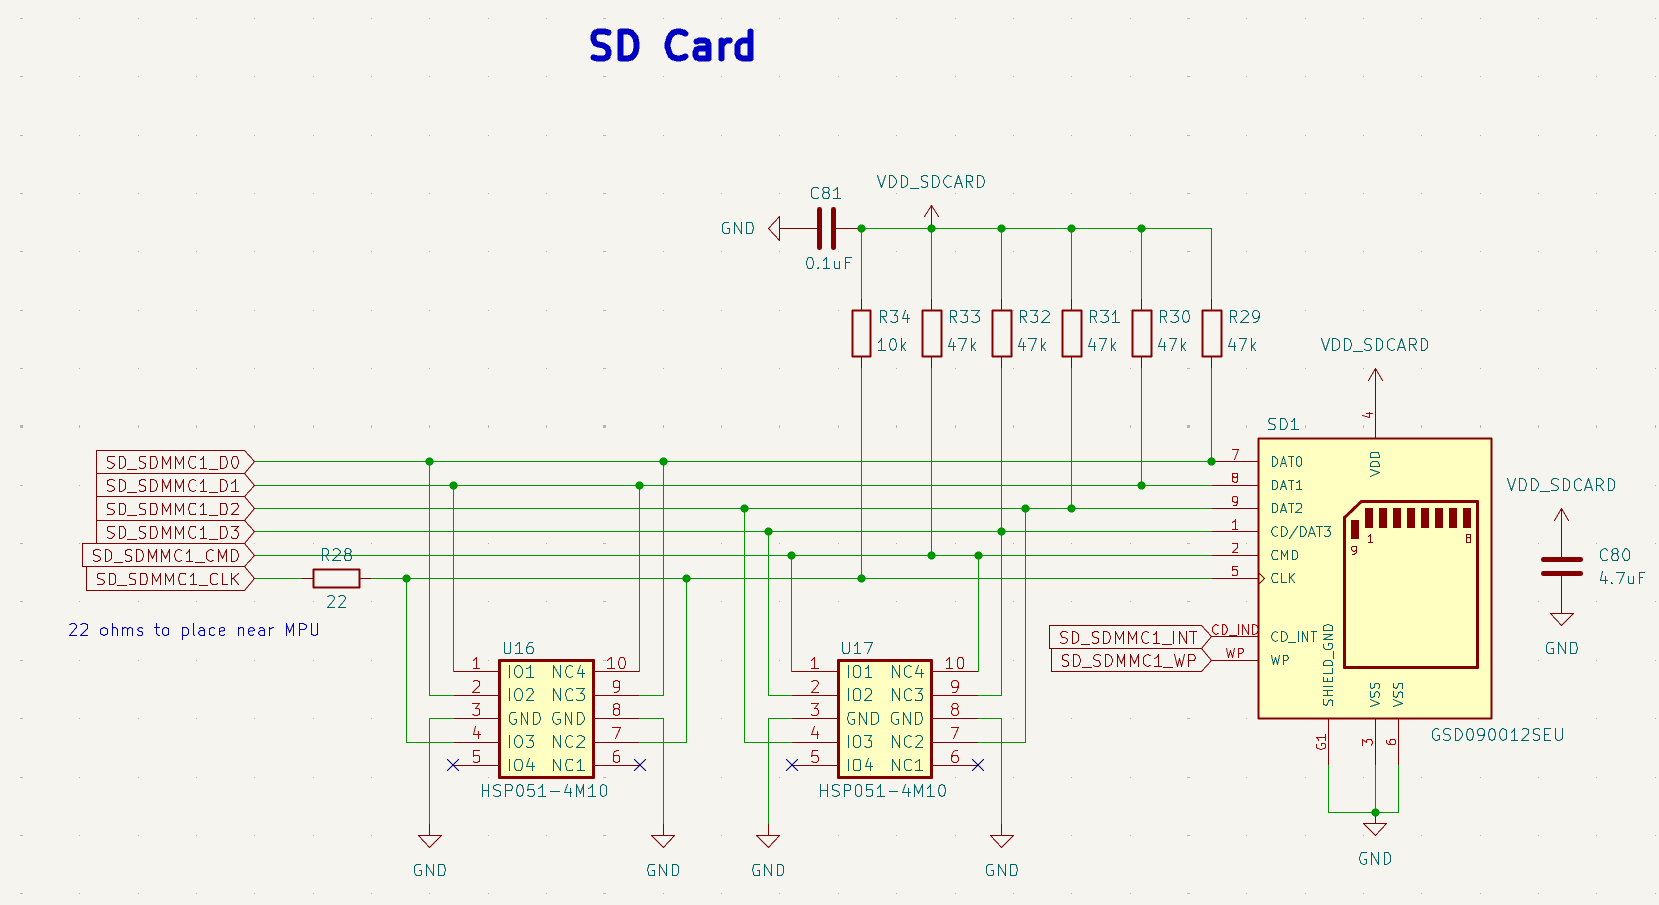 SD Card
VDD_SDCARD
C81
GND
0.1uF
R34
10k
R33
47k
R32
47k
R31
47k
R30
47k
R29
47k
VDD_SDCARD
4
SD1
VDD
SD_SDMMC1_D0
SD_SDMMC1_D1
SD_SDMMC1_D2
SD_SDMMC1_D3
SD_SDMMC1_CMD
SD_SDMMC1_CLK
R28
22
22 ohms to place near MPU
7 DAT0
8 DAT1
9 DAT2
1 CD/DAT3
2 CMD
5 CLK
9
1
8
SD_SDMMC1_INT
CD_IND
CD_INT
SD_SDMMC1_WP
WP
WP
SHIELD_GND
VSS
VSS
G1
3
6
GSD090012SEU
GND
VDD_SDCARD
C80
4.7uF
GND
U16
1 IO1 NC4 10
2 IO2 NC3 9
3 GND GND 8
4 IO3 NC2 7
5 IO4 NC1 6
HSP051-4M10
GND
GND
U17
1 IO1 NC4 10
2 IO2 NC3 9
3 GND GND 8
4 IO3 NC2 7
5 IO4 NC1 6
HSP051-4M10
GND
GND